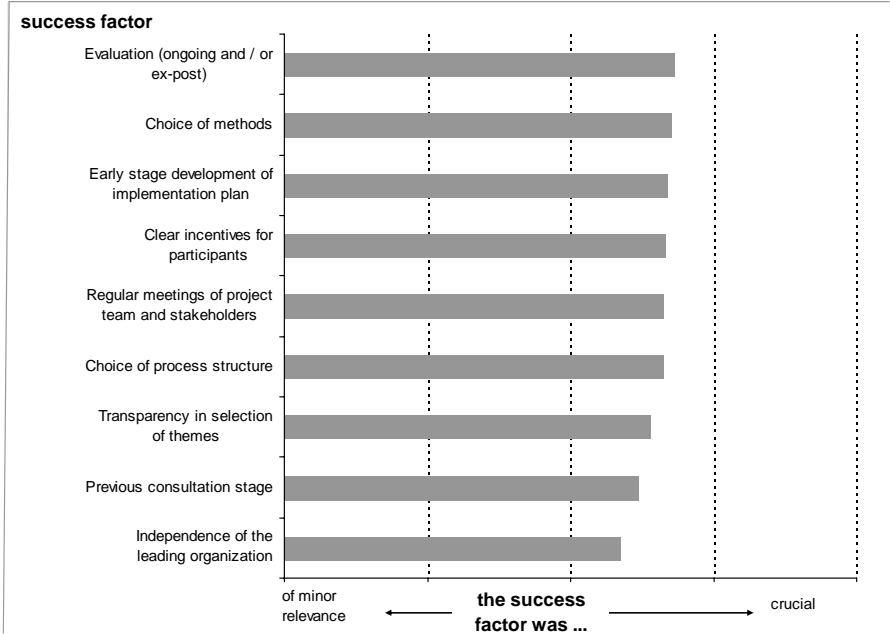 success factor
Evaluation (ongoing and / or
ex-post)
Choice of methods
Early stage development of
implementation plan
Clear incentives for
participants
Regular meetings of project
team and stakeholders
Choice of process structure
Transparency in selection
of themes
Previous consultation stage
Independence of the
leading organization
of minor
relevance
the success
factor was ...
crucial